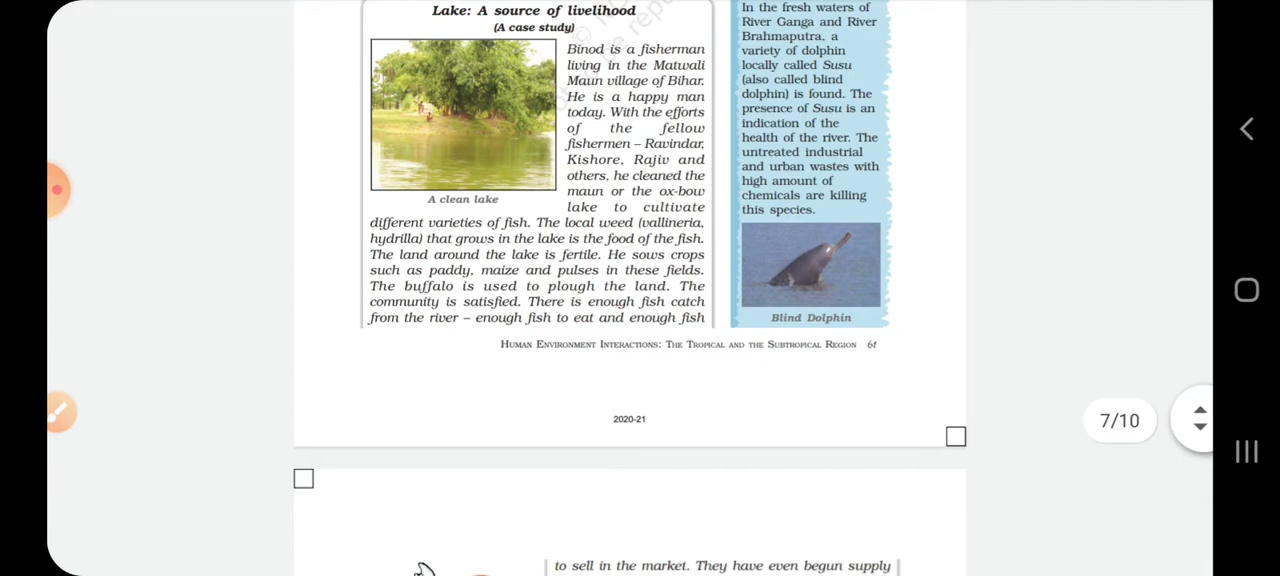 Lake: A source of livelihood
(A case study)
Binod is a fisherman
living in the Matwali
Maun village of Bihar.
He is a happy man
today. With the efforts
of the fellow
fishermen – Ravindar,
Kishore, Rajiv and
others, he cleaned the
maun or the ox-bow
lake to cultivate
A clean lake
different varieties of fish. The local weed (vallineria,
hydrilla) that grows in the lake is the food of the fish.
The land around the lake is fertile. He sows crops
such as paddy, maize and pulses in these fields.
The buffalo is used to plough the land. The
community is satisfied. There is enough fish catch
from the river – enough fish to eat and enough fish
In the fresh waters of
River Ganga and River
Brahmaputra, a
variety of dolphin
locally called Susu
(also called blind
dolphin) is found. The
presence of Susu is an
indication of the
health of the river. The
untreated industrial
and urban wastes with
high amount of
chemicals are killing
this species.
Blind Dolphin
Human Environment Interactions: The Tropical and the Subtropical Region 61
2020-21
7/10
to sell in the market. They have even begun supply